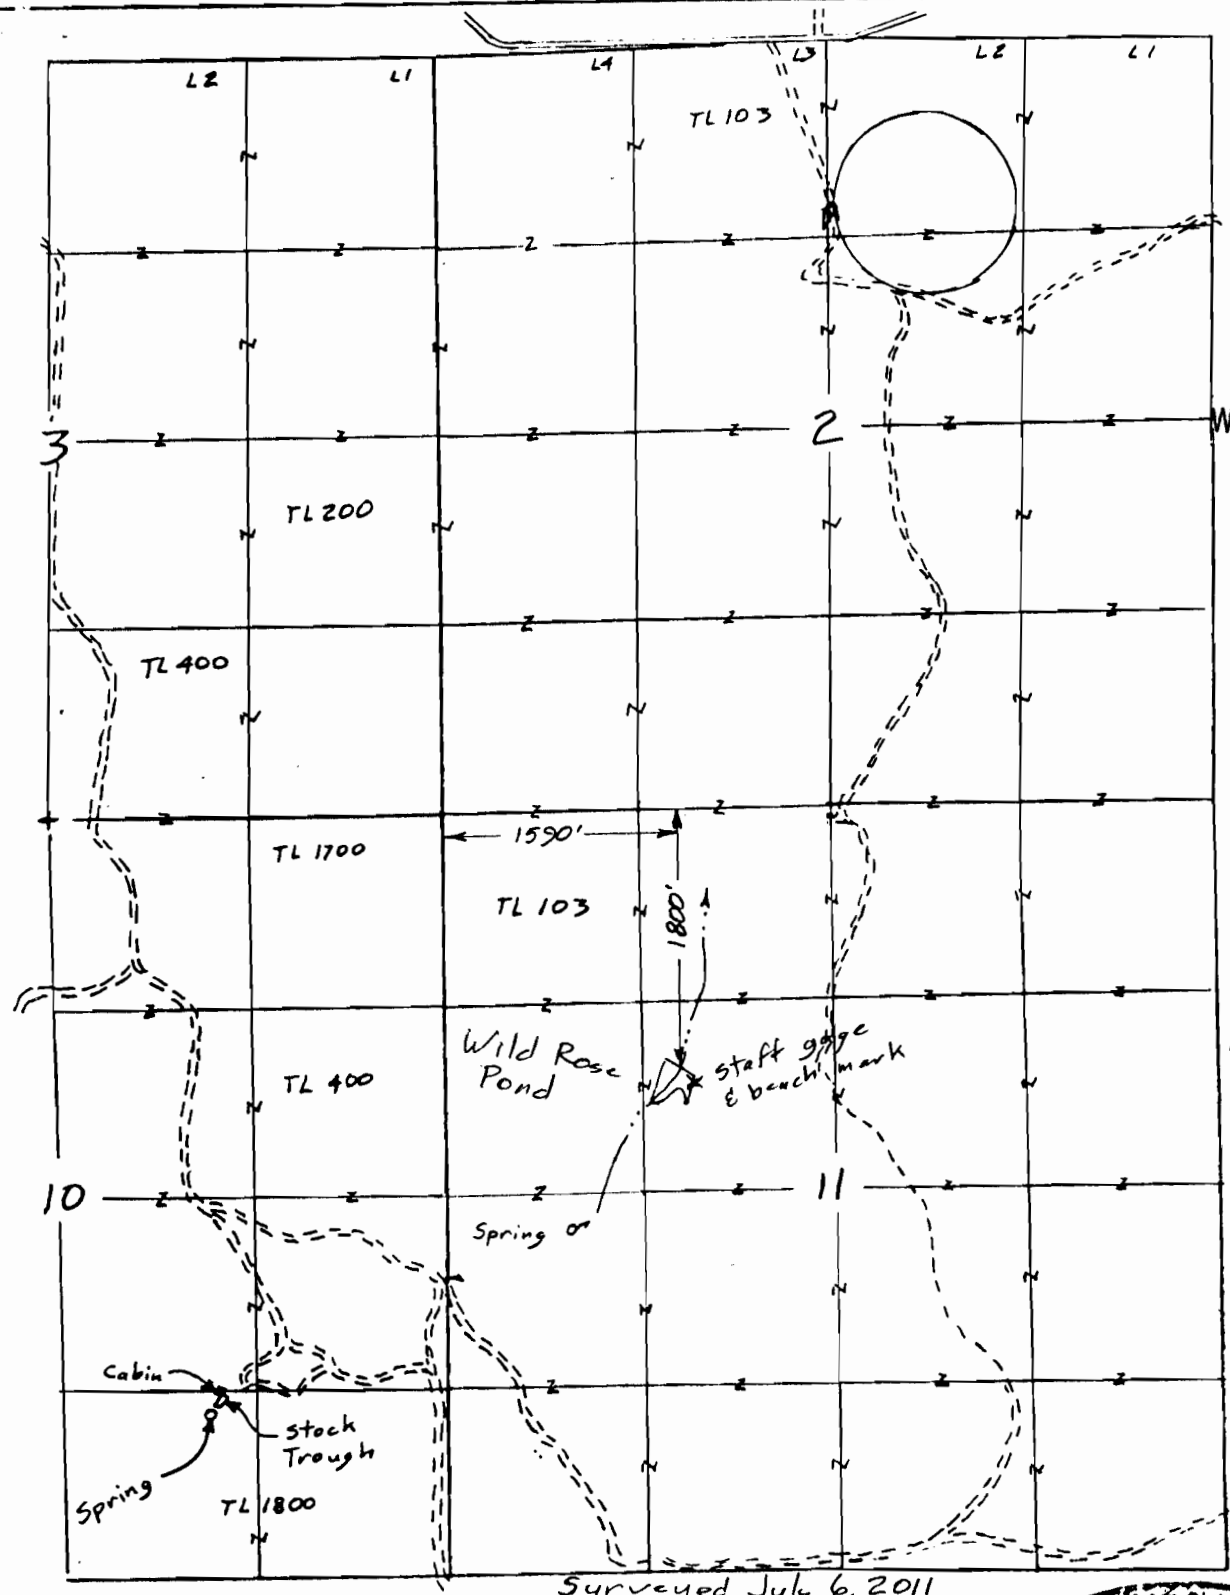 L2
L1
L4
L3
L2
L1
TL 103
3
2
W
TL 200
TL 400
1590'
TL 1700
TL 103
1800'
Wild Rose
Pond
Staff gage
& bench mark
TL 400
10
11
Spring
Cabin
Stock
Trough
Spring
TL 1800
Surveyed July 6, 2011